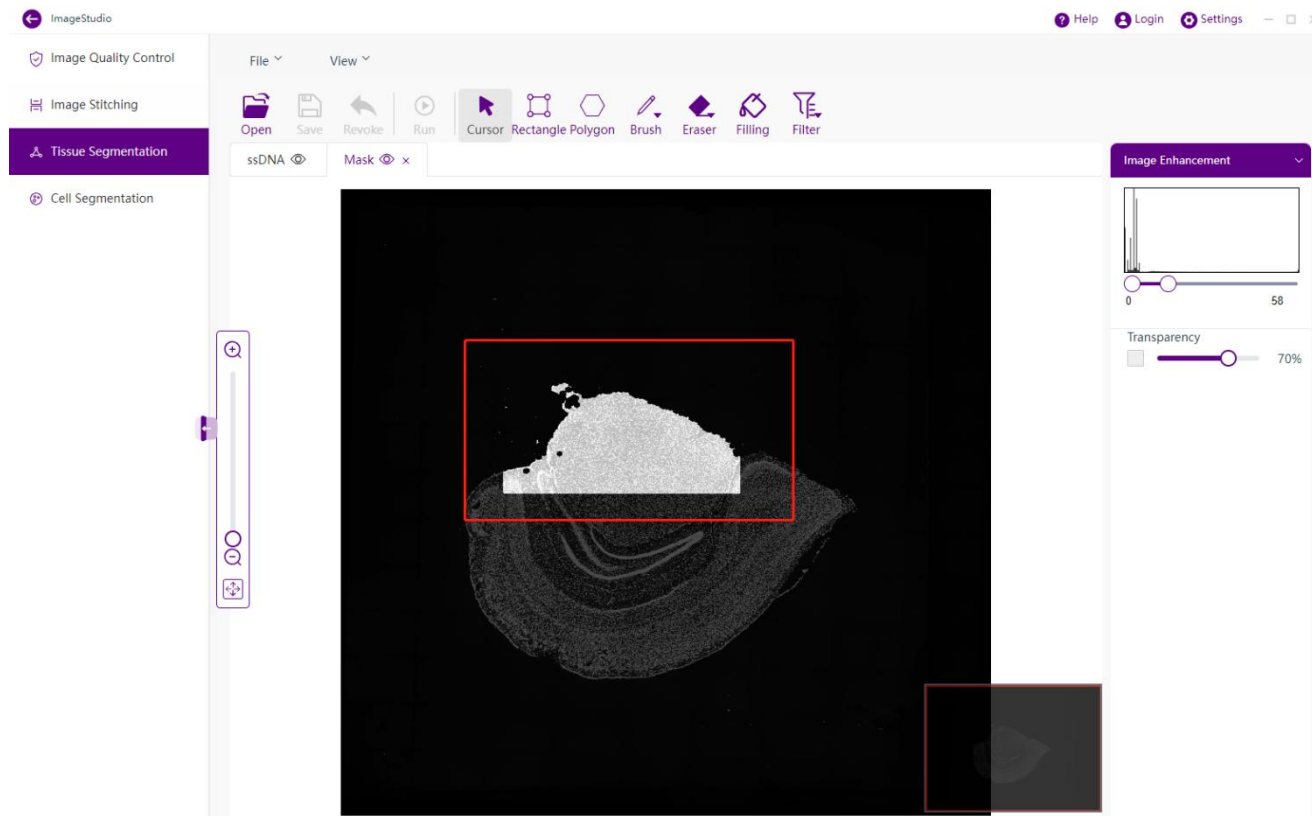 ImageStudio
Help Login Settings
Image Quality Control
Image Stitching
Tissue Segmentation
Cell Segmentation
File View
Open Save Revoke Run Cursor Rectangle Polygon Brush Eraser Filling Filter
ssDNA Mask x
Image Enhancement
0 58
Transparency
70%